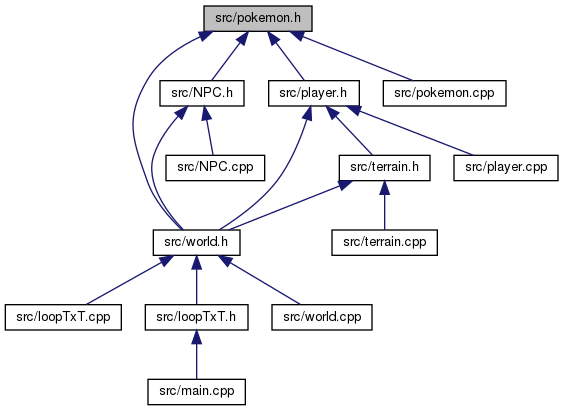 src/pokemon.h
src/NPC.h
src/player.h
src/pokemon.cpp
src/NPC.cpp
src/terrain.h
src/player.cpp
src/world.h
src/terrain.cpp
src/loopTxT.cpp
src/loopTxT.h
src/world.cpp
src/main.cpp